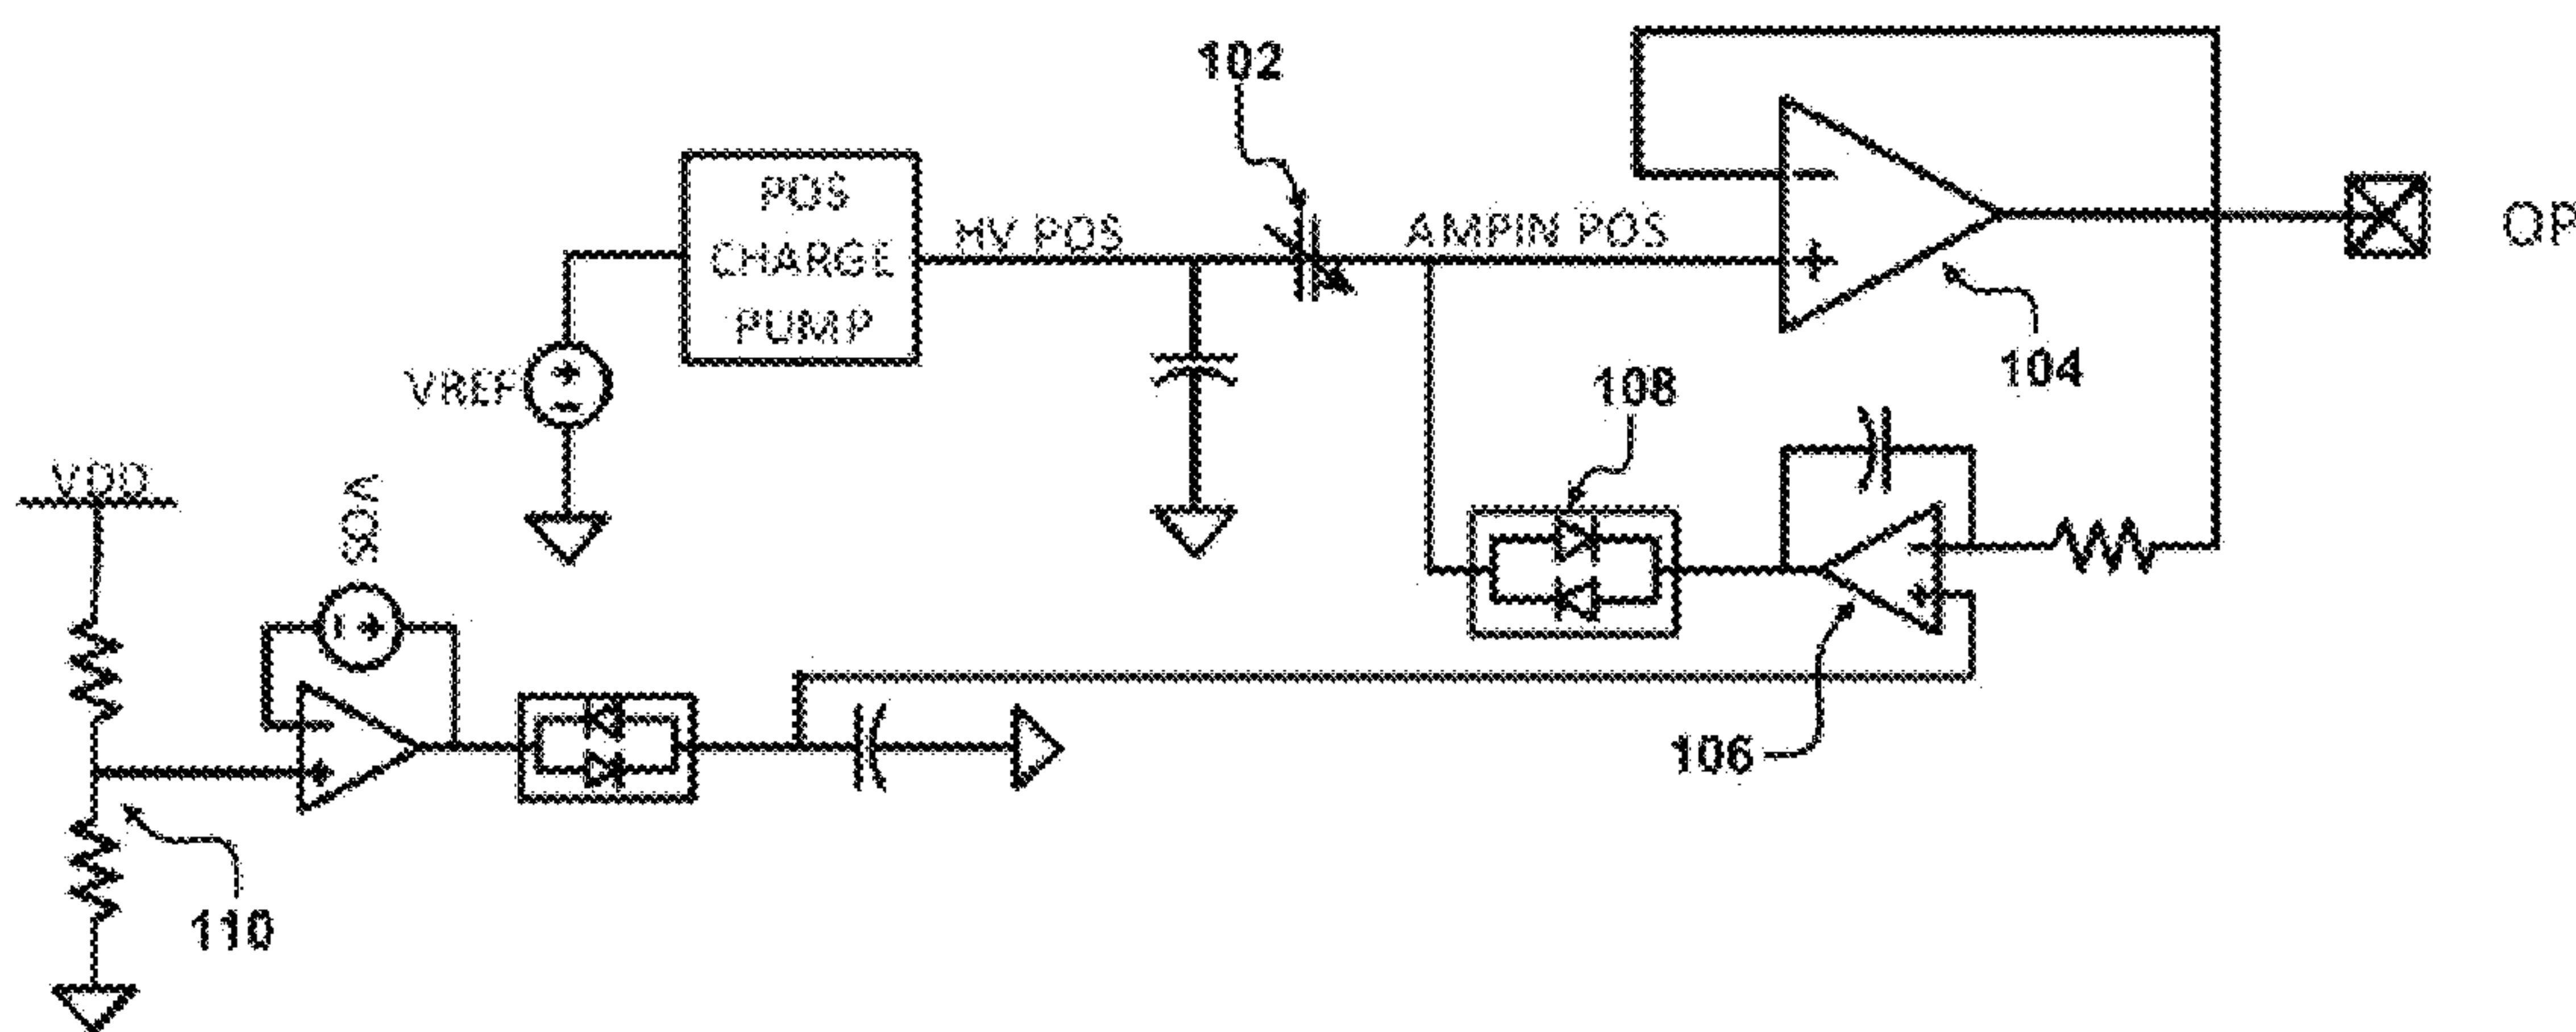 102
POS
CHARGE
PUMP
HV POS
AMPIN POS
OP
104
VREF
108
VDD
VOS
106
110